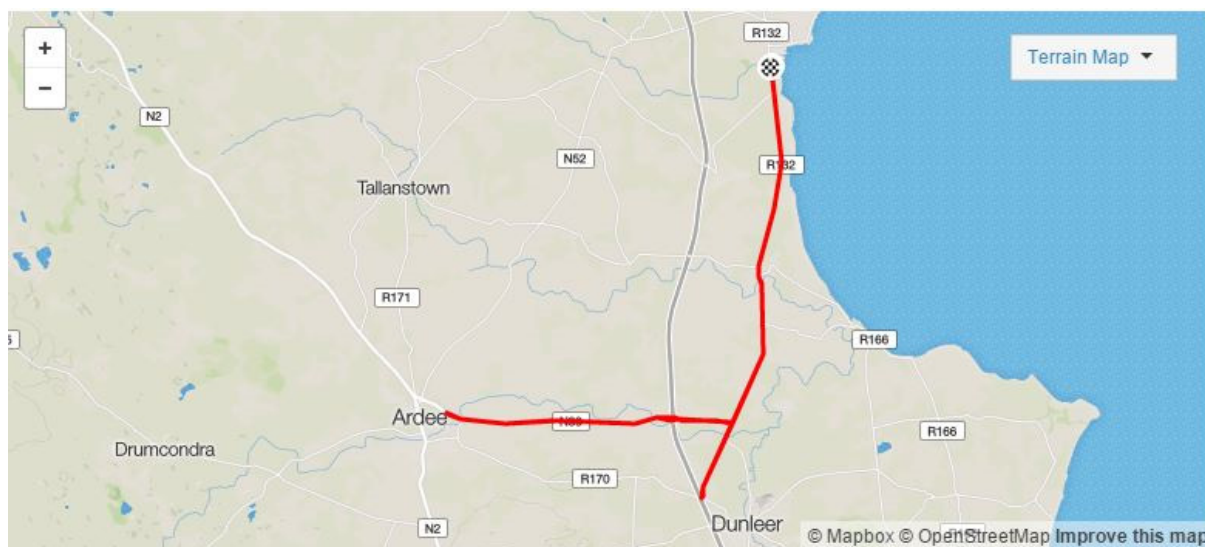 R132
+
Terrain Map
−
N2
N52
R132
Tallanstown
R171
R166
Ardee
R166
Drumcondra
R170
N2
Dunleer
© Mapbox © OpenStreetMap Improve this map